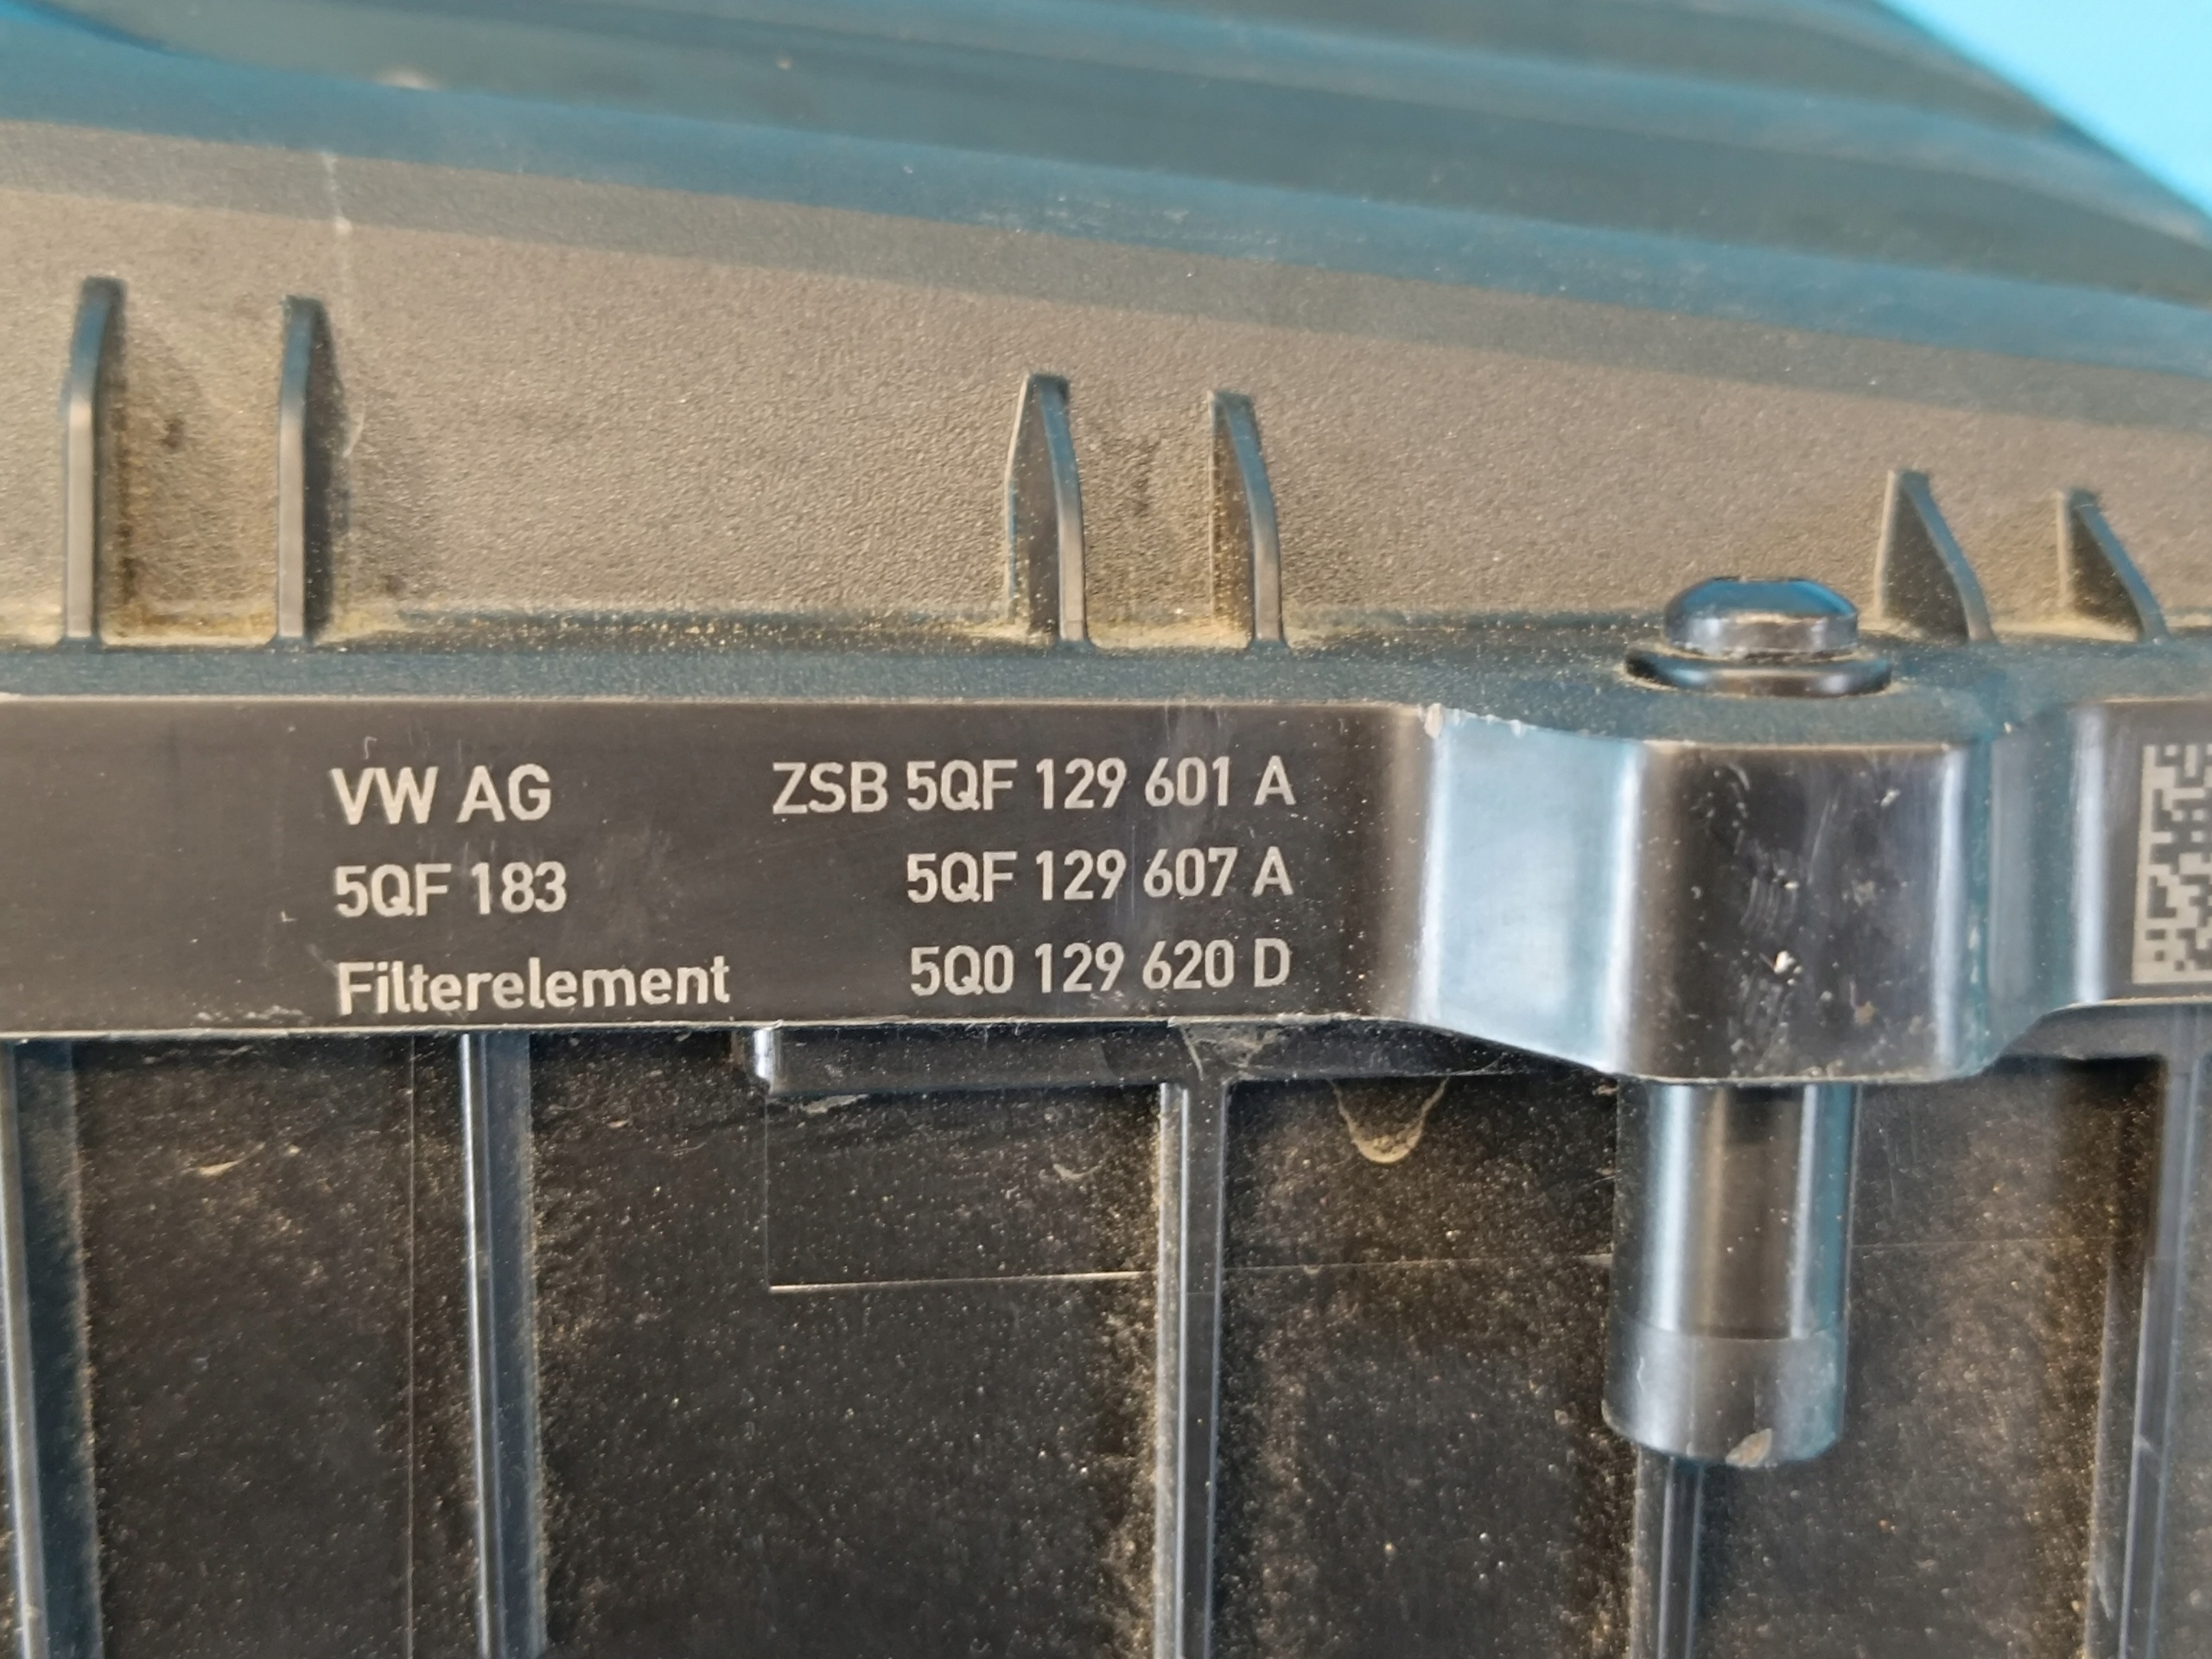 VW AG ZSB 5QF 129 601 A
5QF 183 5QF 129 607 A
Filterelement 5Q0 129 620 D